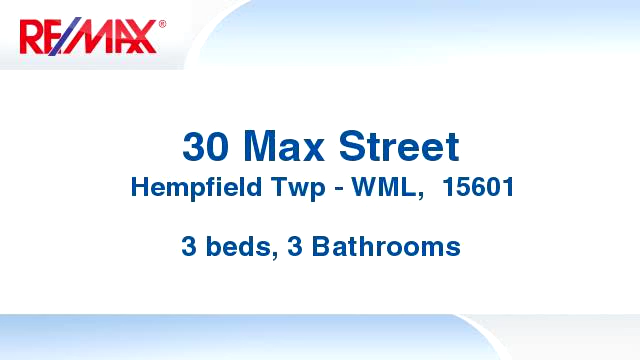 RE/MAX®
30 Max Street
Hempfield Twp - WML, 15601
3 beds, 3 Bathrooms